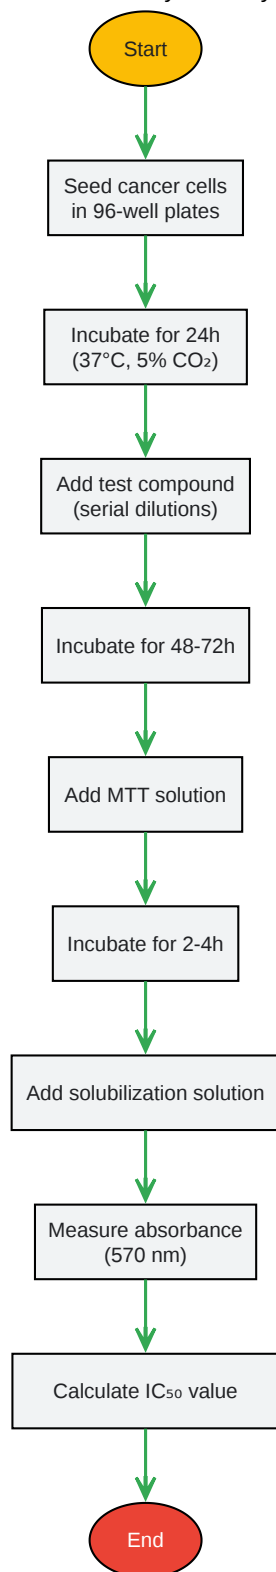 Start
Seed cancer cells
in 96-well plates
Incubate for 24h
(37°C, 5% CO₂)
Add test compound
(serial dilutions)
Incubate for 48-72h
Add MTT solution
Incubate for 2-4h
Add solubilization solution
Measure absorbance
(570 nm)
Calculate IC₅₀ value
End